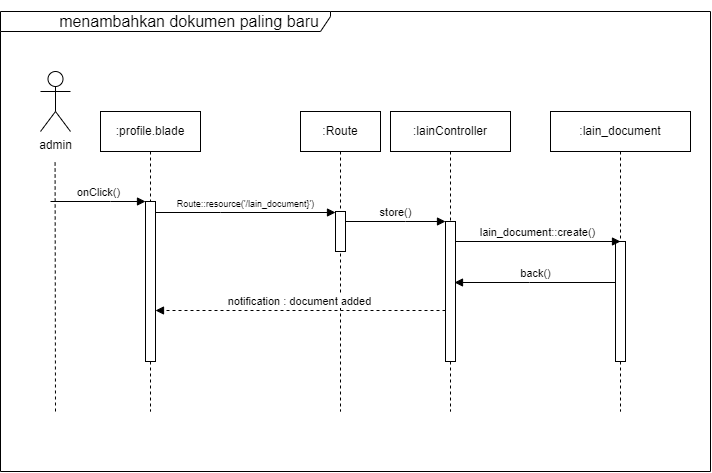 menambahkan dokumen paling baru
admin
:profile.blade
:Route
:lainController
:lain_document
onClick()
Route::resource('/lain_document}')
store()
lain_document::create()
back()
notification : document added